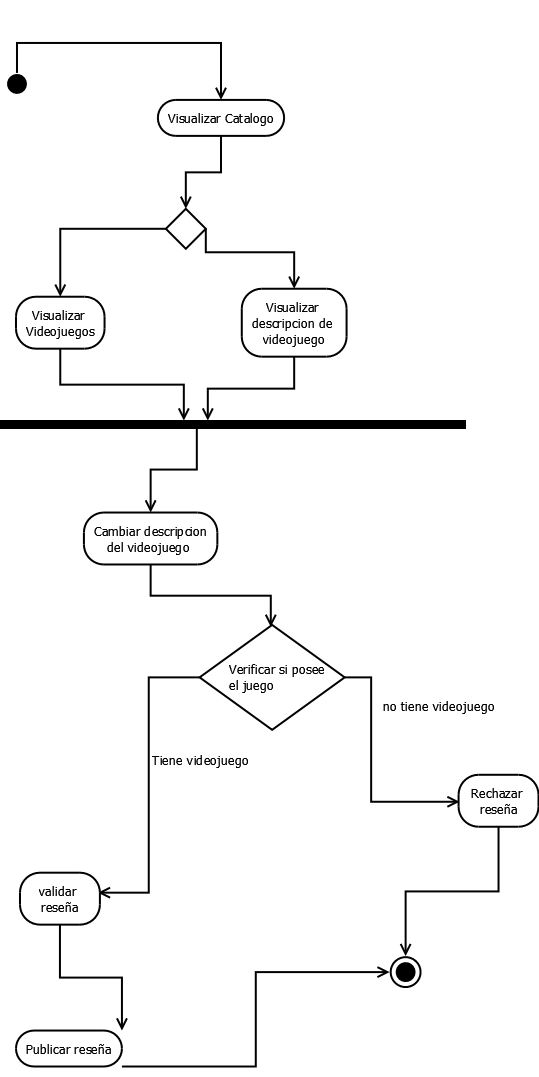 Visualizar Catalogo
Visualizar
Videojuegos
Visualizar
descripcion de
videojuego
Cambiar descripcion
del videojuego
Verificar si posee
el juego
no tiene videojuego
Tiene videojuego
Rechazar
reseña
validar
reseña
Publicar reseña